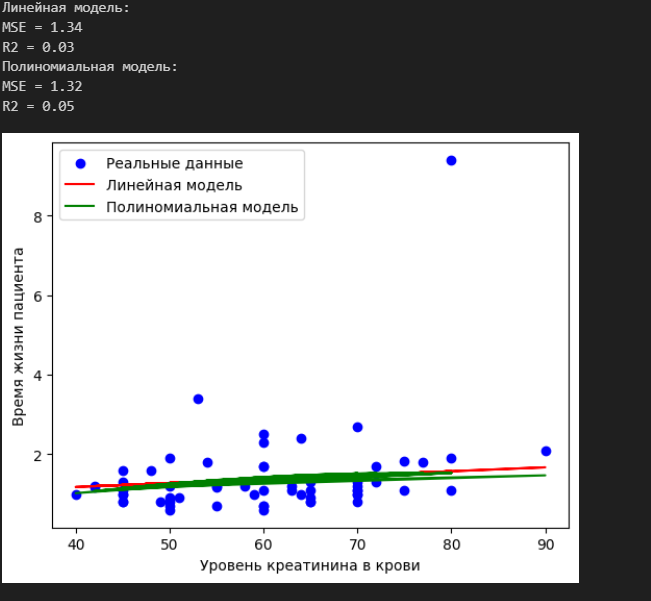 Линейная модель:
MSE = 1.34
R2 = 0.03
Полиномиальная модель:
MSE = 1.32
R2 = 0.05
Реальные данные
Линейная модель
Полиномиальная модель
8
6
4
2
Время жизни пациента
40 50 60 70 80 90
Уровень креатинина в крови